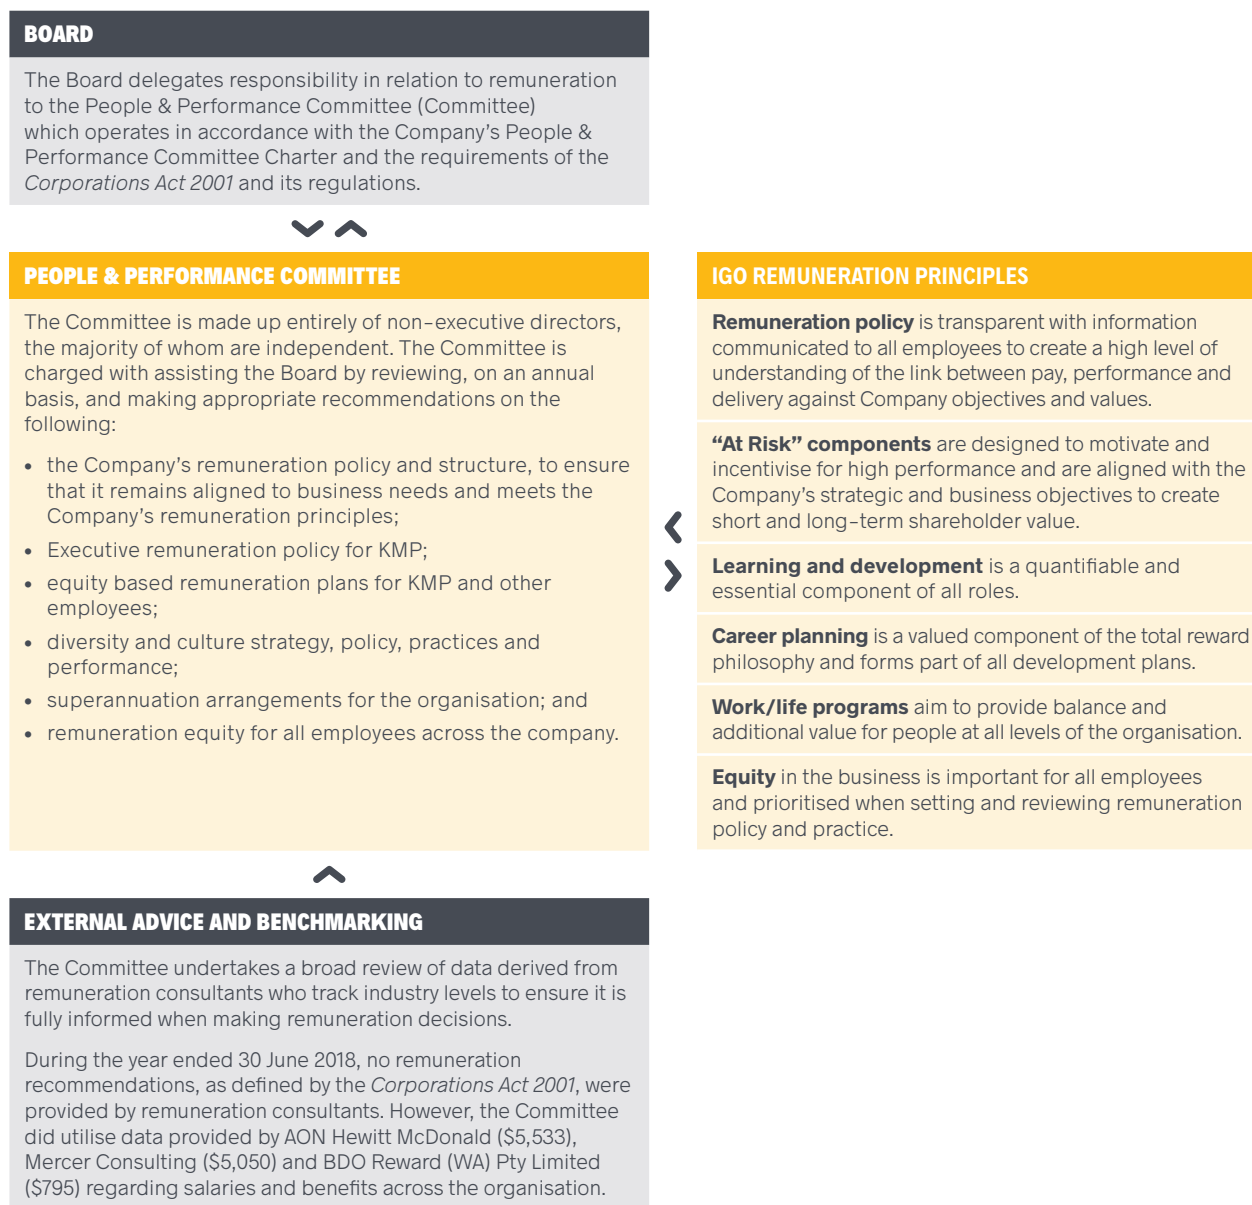 BOARD
The Board delegates responsibility in relation to remuneration
to the People & Performance Committee (Committee)
which operates in accordance with the Company's People &
Performance Committee Charter and the requirements of the
Corporations Act 2001 and its regulations.
PEOPLE & PERFORMANCE COMMITTEE
The Committee is made up entirely of non-executive directors,
the majority of whom are independent. The Committee is
charged with assisting the Board by reviewing, on an annual
basis, and making appropriate recommendations on the
following:
• the Company's remuneration policy and structure, to ensure
that it remains aligned to business needs and meets the
Company's remuneration principles;
• Executive remuneration policy for KMP;
• equity based remuneration plans for KMP and other
employees;
• diversity and culture strategy, policy, practices and
performance;
• superannuation arrangements for the organisation; and
• remuneration equity for all employees across the company.
IGO REMUNERATION PRINCIPLES
Remuneration policy is transparent with information
communicated to all employees to create a high level of
understanding of the link between pay, performance and
delivery against Company objectives and values.
"At Risk" components are designed to motivate and
incentivise for high performance and are aligned with the
Company's strategic and business objectives to create
short and long-term shareholder value.
Learning and development is a quantifiable and
essential component of all roles.
Career planning is a valued component of the total reward
philosophy and forms part of all development plans.
Work/life programs aim to provide balance and
additional value for people at all levels of the organisation.
Equity in the business is important for all employees
and prioritised when setting and reviewing remuneration
policy and practice.
EXTERNAL ADVICE AND BENCHMARKING
The Committee undertakes a broad review of data derived from
remuneration consultants who track industry levels to ensure it is
fully informed when making remuneration decisions.
During the year ended 30 June 2018, no remuneration
recommendations, as defined by the Corporations Act 2001, were
provided by remuneration consultants. However, the Committee
did utilise data provided by AON Hewitt McDonald ($5,533),
Mercer Consulting ($5,050) and BDO Reward (WA) Pty Limited
($795) regarding salaries and benefits across the organisation.